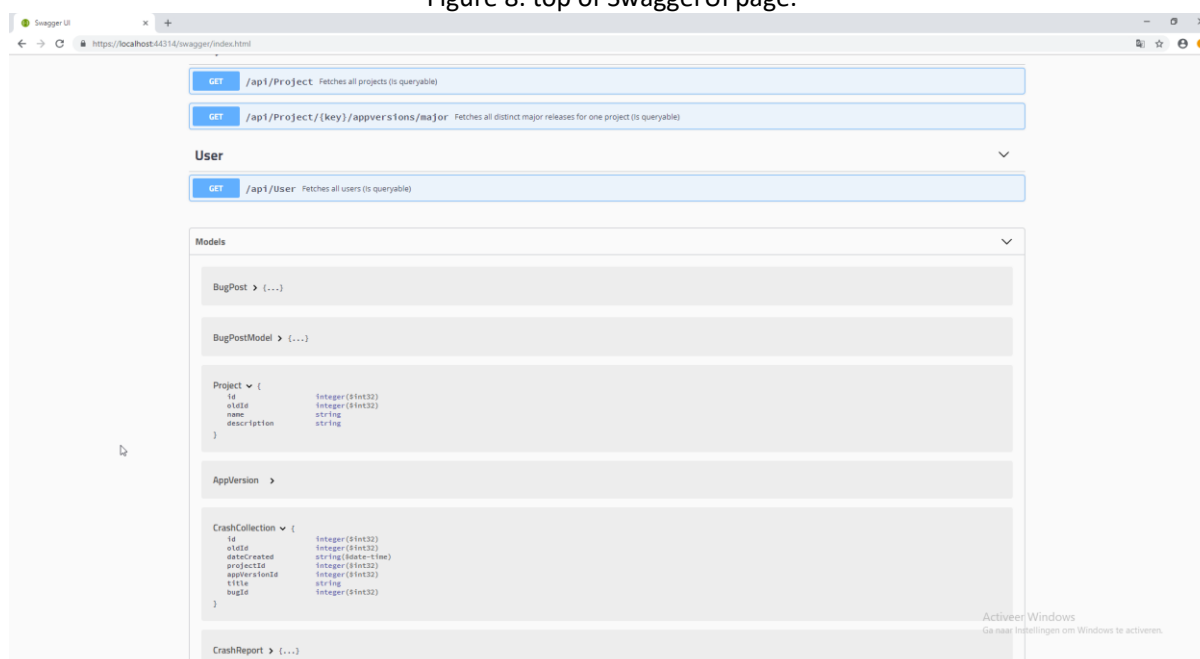 Figure 8: top of SwaggerUI page.
Swagger UI
https://localhost:44314/swagger/index.html
GET /api/Project Fetches all projects (Is queryable)
GET /api/Project/{key}/appversions/major Fetches all distinct major releases for one project (Is queryable)
User
GET /api/User Fetches all users (Is queryable)
Models
BugPost > {...}
BugPostModel > {...}
Project {
id integer($int32)
oldId integer($int32)
name string
description string
}
AppVersion >
CrashCollection {
id integer($int32)
oldId integer($int32)
dateCreated string($date-time)
projectId integer($int32)
appVersionId integer($int32)
title string
bugId integer($int32)
}
Activeer Windows
Ga naar Instellingen om Windows te activeren.
CrashReport > {...}